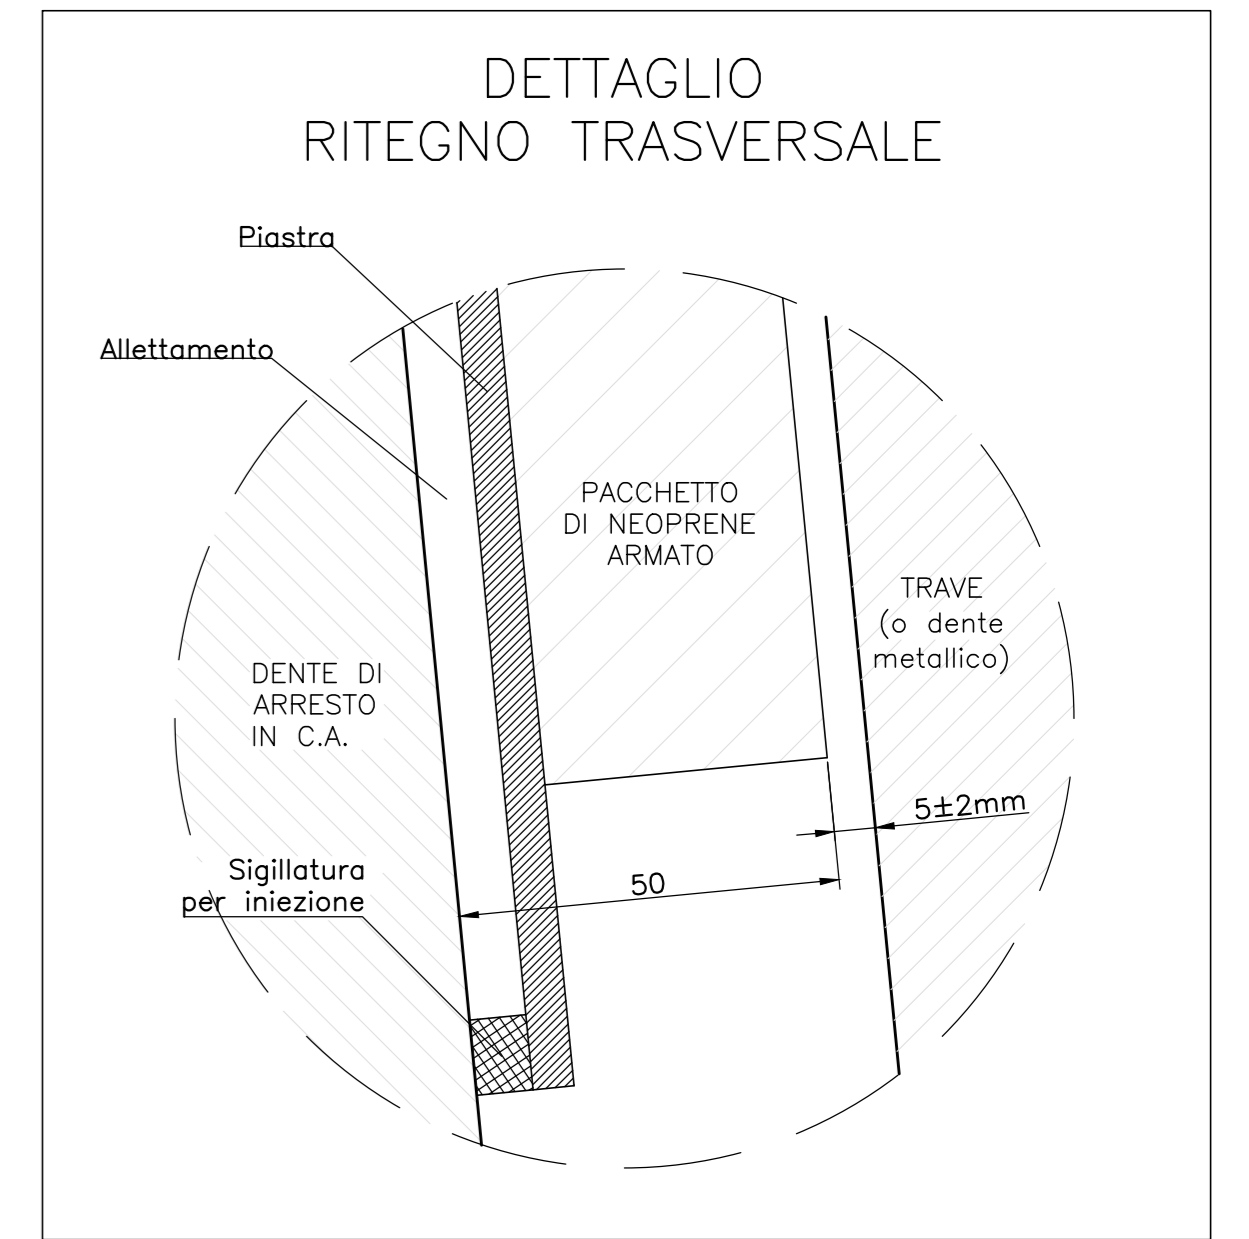 DETTAGLIO
RITEGNO TRASVERSALE
Piastra
Allettamento
PACCHETTO
DI NEOPRENE
ARMATO
TRAVE
(o dente
metallico)
DENTE DI
ARRESTO
IN C.A.
5±2mm
Sigillatura
per iniezione
50